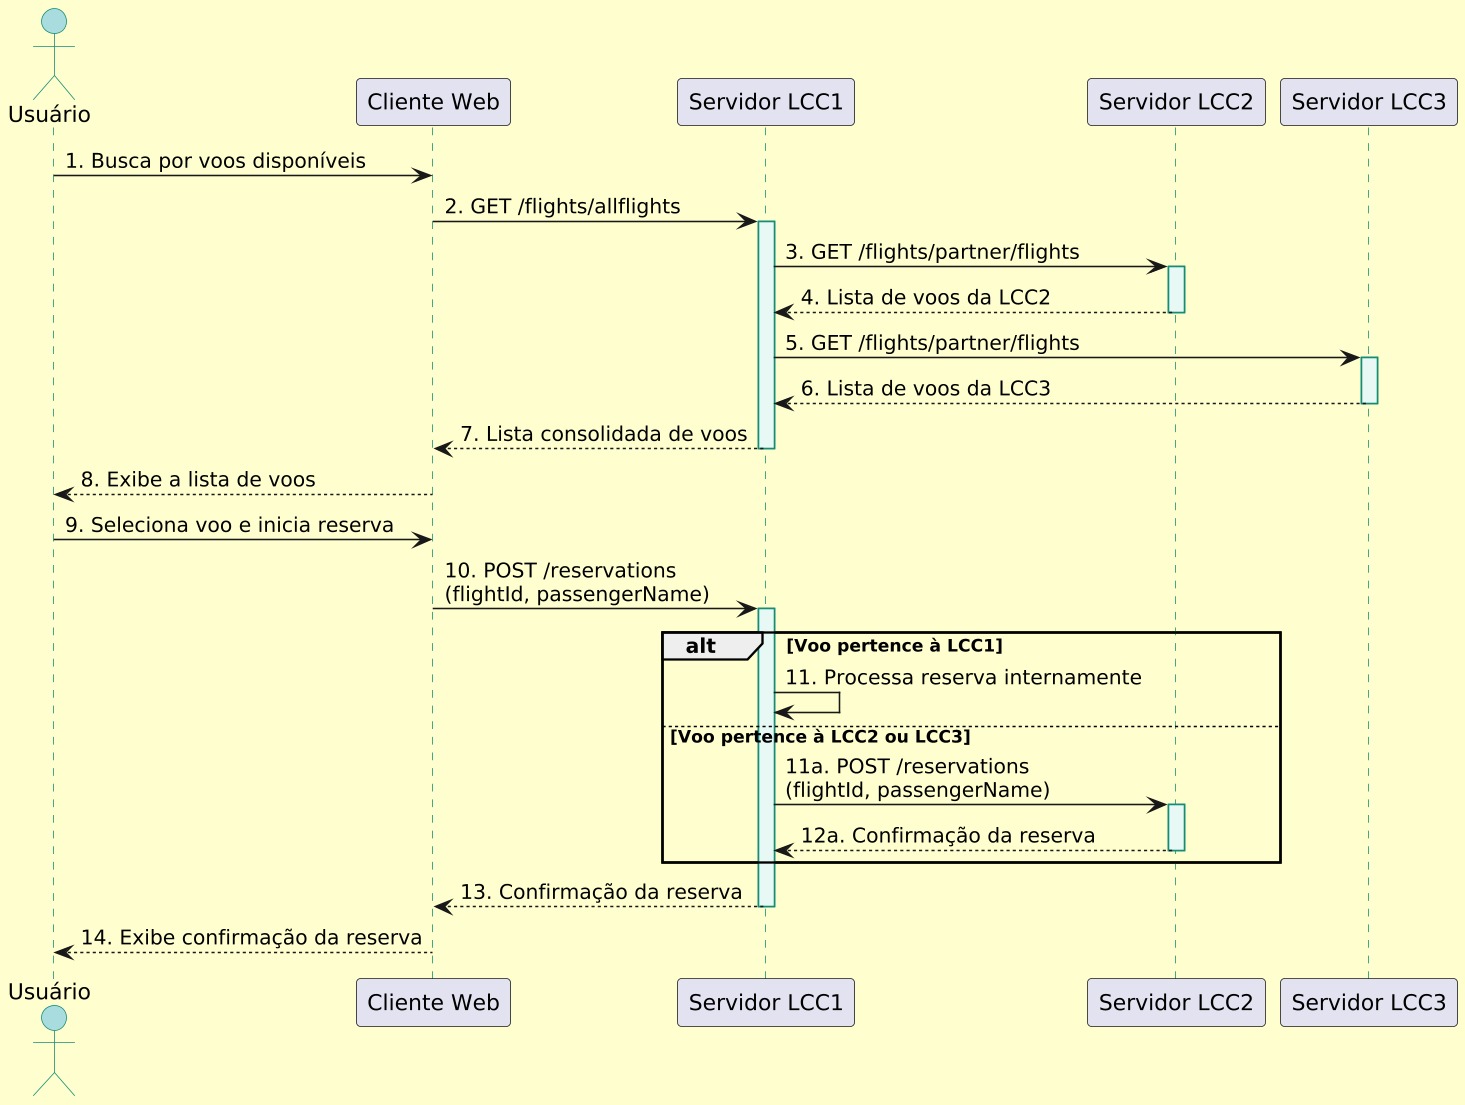 Usuário
Cliente Web
Servidor LCC1
Servidor LCC2
Servidor LCC3
1. Busca por voos disponíveis
2. GET /flights/allflights
3. GET /flights/partner/flights
4. Lista de voos da LCC2
5. GET /flights/partner/flights
6. Lista de voos da LCC3
7. Lista consolidada de voos
8. Exibe a lista de voos
9. Seleciona voo e inicia reserva
10. POST /reservations
(flightId, passengerName)
alt
[Voo pertence à LCC1]
11. Processa reserva internamente
[Voo pertence à LCC2 ou LCC3]
11a. POST /reservations
(flightId, passengerName)
12a. Confirmação da reserva
13. Confirmação da reserva
14. Exibe confirmação da reserva
Usuário
Cliente Web
Servidor LCC1
Servidor LCC2
Servidor LCC3